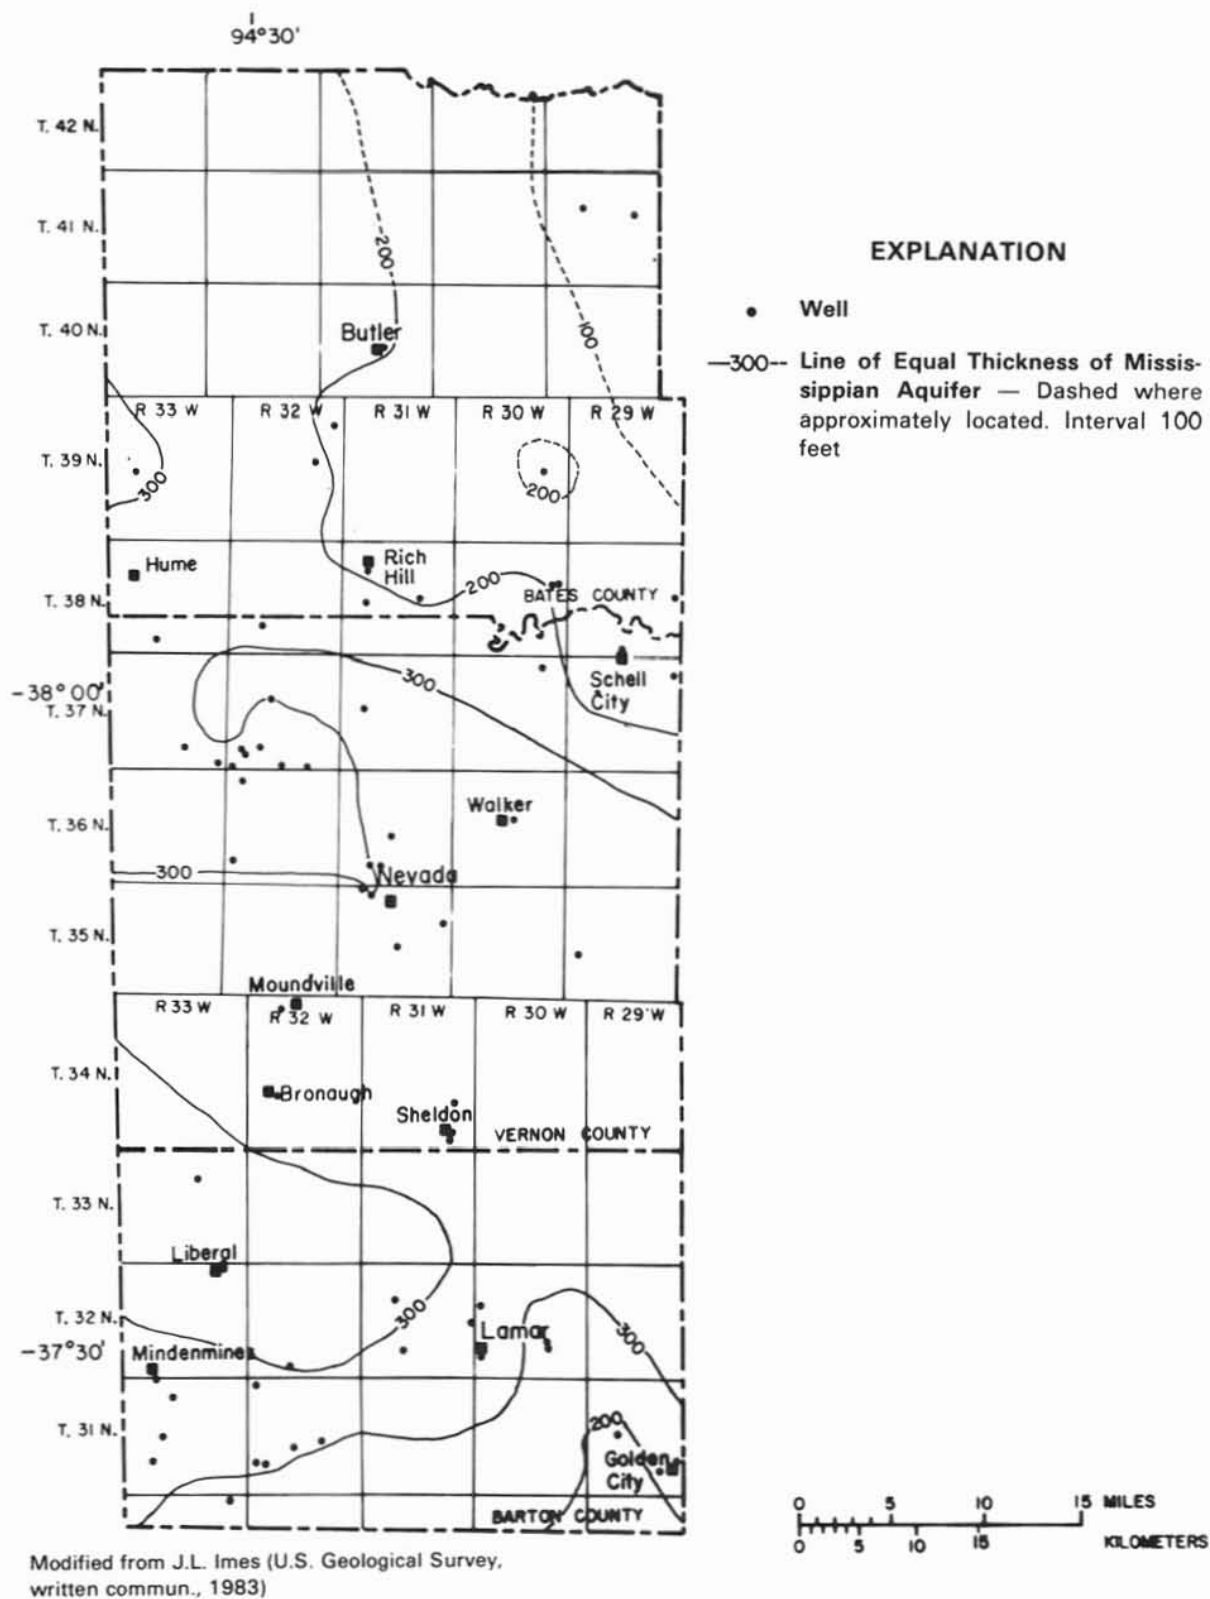 94°30'
T. 42 N.
T. 41 N.
200
EXPLANATION
Well
T. 40 N.
Butler
100
—300-- Line of Equal Thickness of Missis-
sippian Aquifer — Dashed where
approximately located. Interval 100
feet
R 33 W R 32 W R 31 W R 30 W R 29 W
T. 39 N.
300
200
Hume
Rich
Hill
200
BATES COUNTY
T. 38 N.
Schell
City
300
-38°00'
T. 37 N.
Walker
T. 36 N.
300
Nevada
T. 35 N.
Moundville
R 33 W R 32 W R 31 W R 30 W R 29 W
T. 34 N.
Bronaugh
Sheldon
VERNON COUNTY
T. 33 N.
Liberal
T. 32 N.
300
Lamar
300
-37°30'
Mindenmines
T. 31 N.
200
Golden
City
BARTON COUNTY
0 5 10 15 MILES
0 5 10 15 KILOMETERS
Modified from J.L. Imes (U.S. Geological Survey,
written commun., 1983)